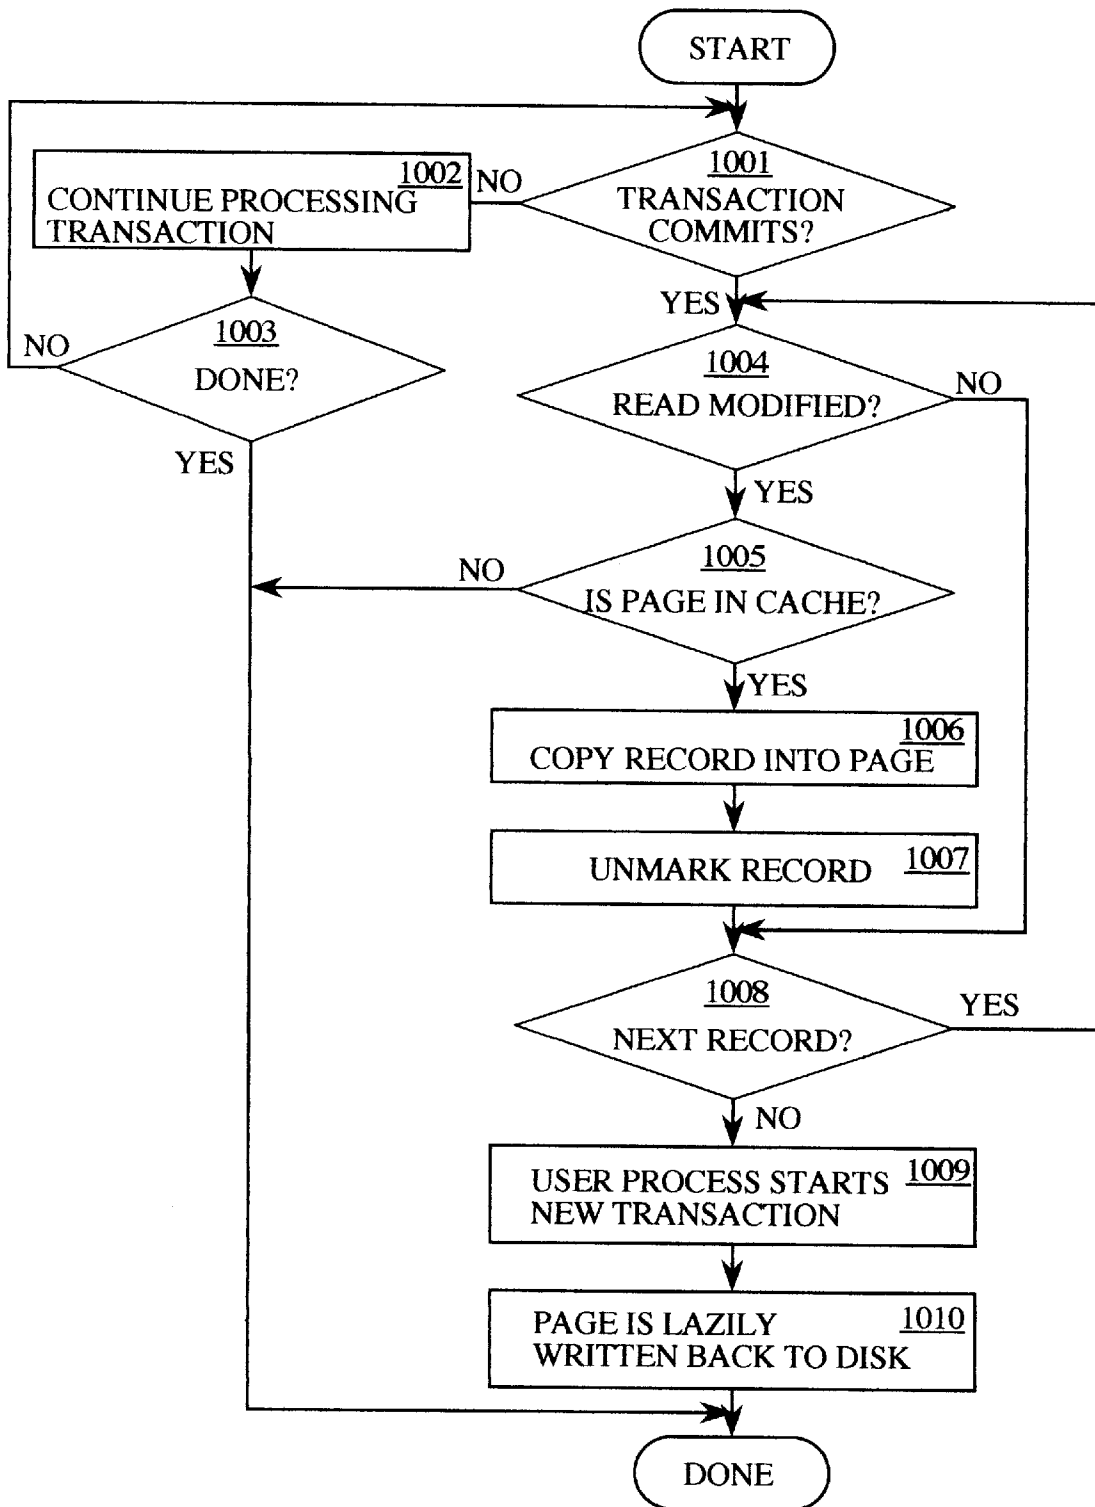 START
1001
TRANSACTION
COMMITS?
NO
1002
CONTINUE PROCESSING
TRANSACTION
YES
1003
DONE?
NO
YES
1004
READ MODIFIED?
NO
YES
1005
IS PAGE IN CACHE?
NO
YES
1006
COPY RECORD INTO PAGE
UNMARK RECORD 1007
1008
NEXT RECORD?
YES
NO
USER PROCESS STARTS 1009
NEW TRANSACTION
PAGE IS LAZILY 1010
WRITTEN BACK TO DISK
DONE